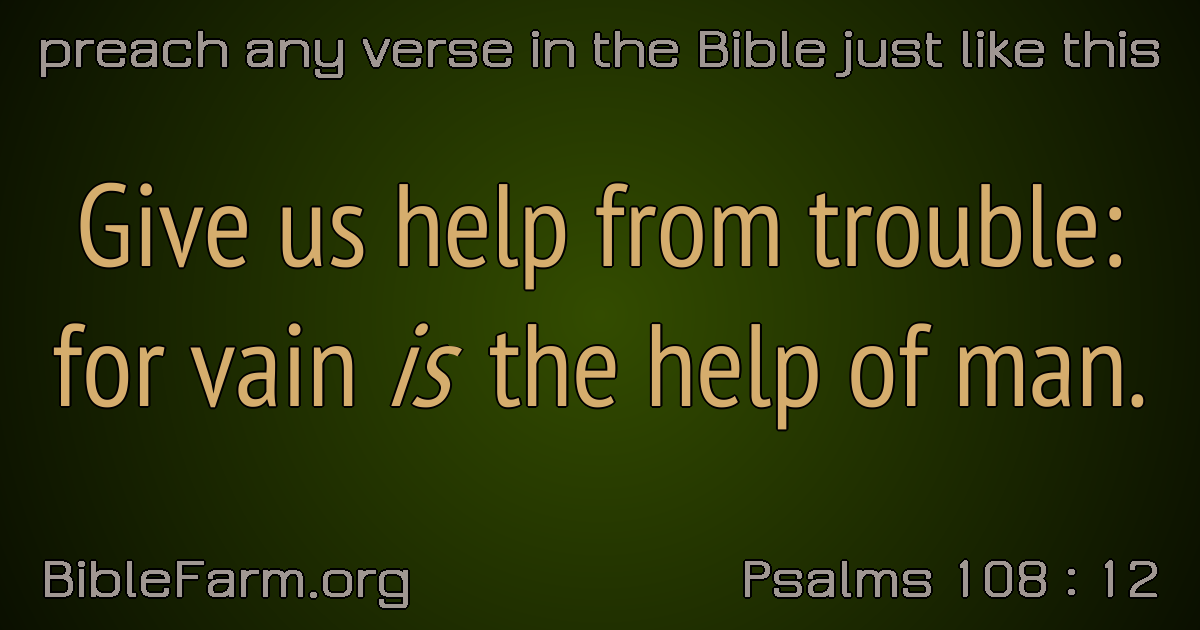 preach any verse in the Bible just like this
Give us help from trouble:
for vain is the help of man.
BibleFarm.org
Psalms 108 : 12